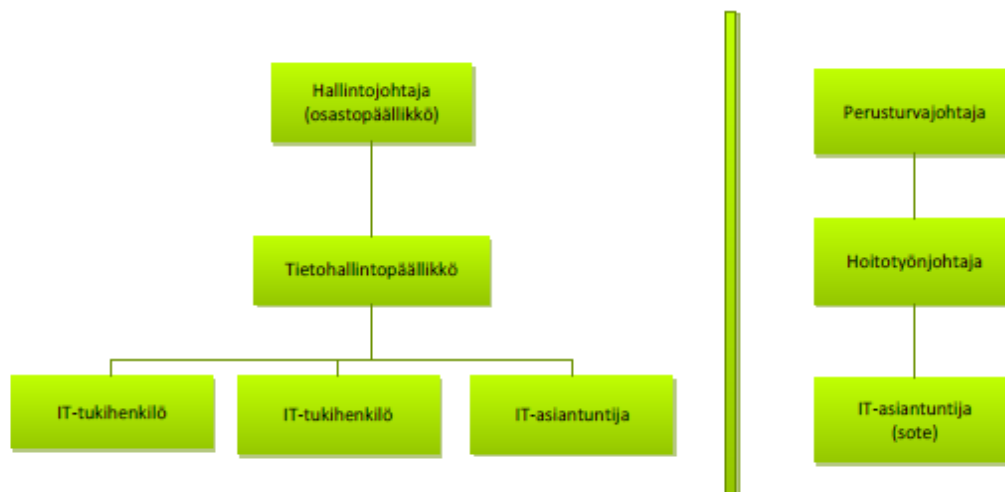 Hallintojohtaja
(osastopäällikkö)
Tietohallintopäällikkö
IT-tukihenkilö
IT-tukihenkilö
IT-asiantuntija
Perusturvajohtaja
Hoitotyönjohtaja
IT-asiantuntija
(sote)